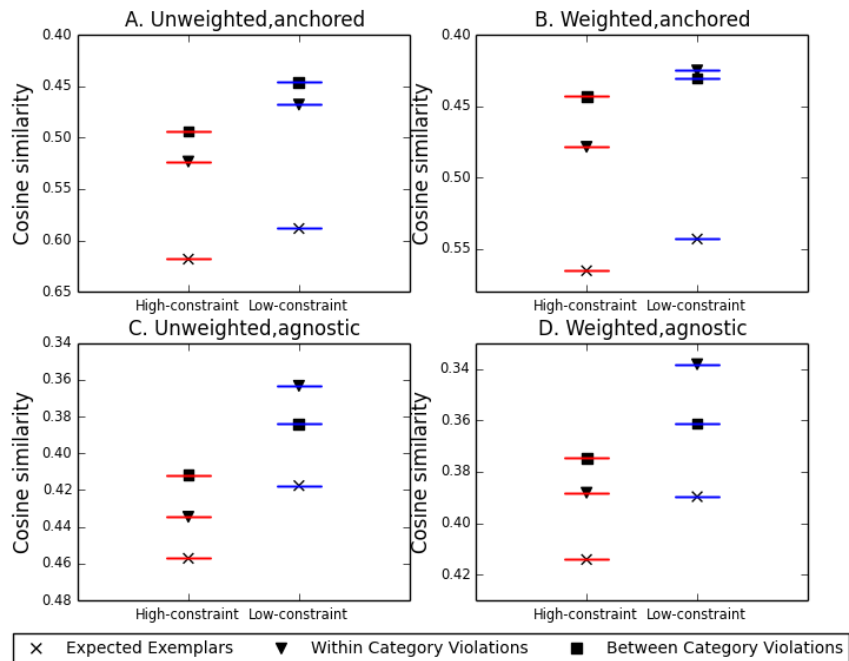 A. Unweighted,anchored
Cosine similarity
0.40
0.45
0.50
0.55
0.60
0.65
High-constraint Low-constraint
B. Weighted,anchored
Cosine similarity
0.40
0.45
0.50
0.55
High-constraint Low-constraint
C. Unweighted,agnostic
Cosine similarity
0.34
0.36
0.38
0.40
0.42
0.44
0.46
0.48
High-constraint Low-constraint
D. Weighted,agnostic
Cosine similarity
0.34
0.36
0.38
0.40
0.42
High-constraint Low-constraint
Expected Exemplars Within Category Violations Between Category Violations